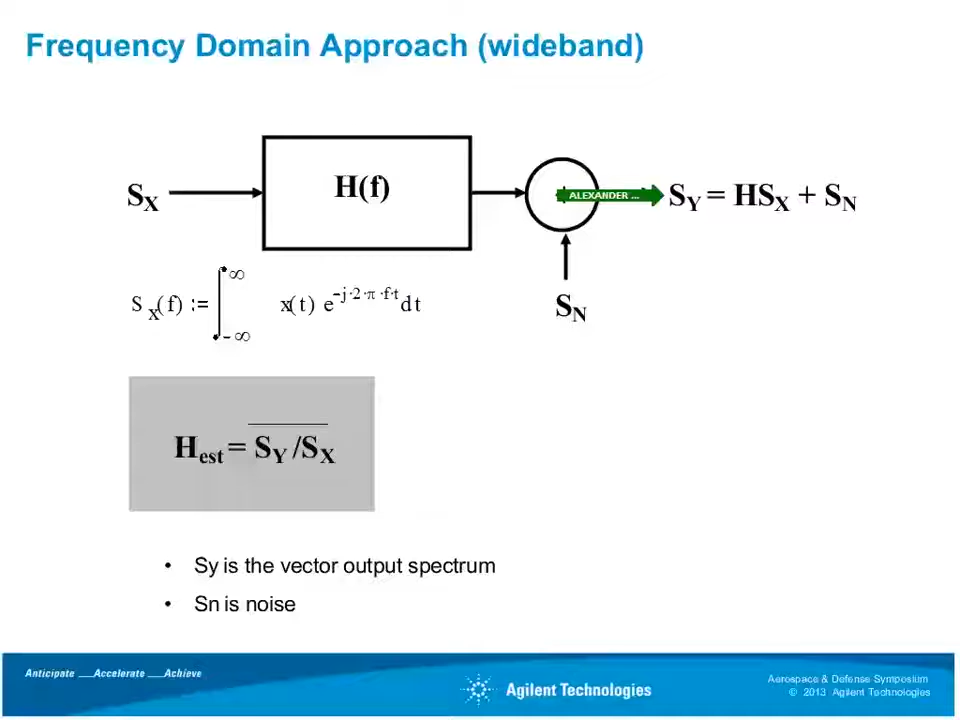 Frequency Domain Approach (wideband)
H(f)
S_X
ALEXANDER ...
S_Y = HS_X + S_N
S_X(f) := ∫_{-∞}^{∞} x(t) e^{-j·2·π·f·t} dt
S_N
H_est = \overline{S_Y/S_X}
• Sy is the vector output spectrum
• Sn is noise
Anticipate ___Accelerate ___Achieve
Agilent Technologies
Aerospace & Defense Symposium
© 2013 Agilent Technologies